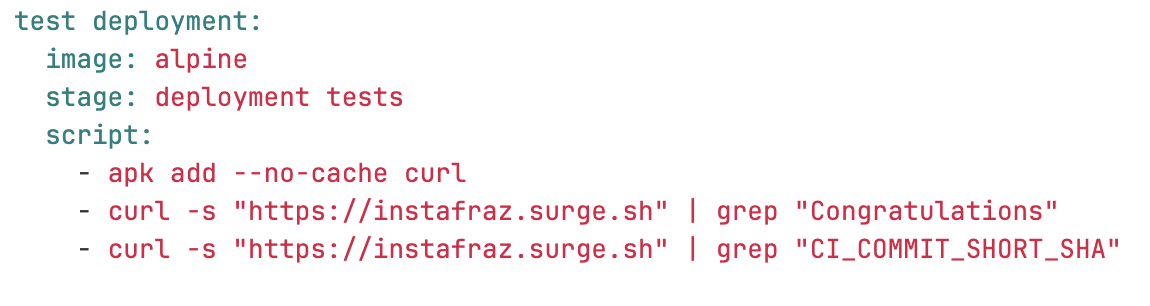 test deployment:
  image: alpine
  stage: deployment tests
  script:
    - apk add --no-cache curl
    - curl -s "https://instafraz.surge.sh" | grep "Congratulations"
    - curl -s "https://instafraz.surge.sh" | grep "CI_COMMIT_SHORT_SHA"